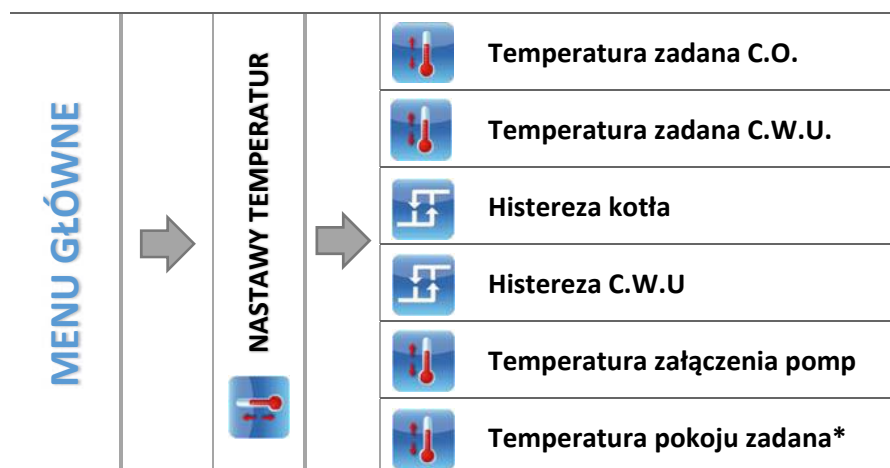 MENU GŁÓWNE
NASTAWY TEMPERATUR
Temperatura zadana C.O.
Temperatura zadana C.W.U.
Histereza kotła
Histereza C.W.U
Temperatura załączenia pomp
Temperatura pokoju zadana*